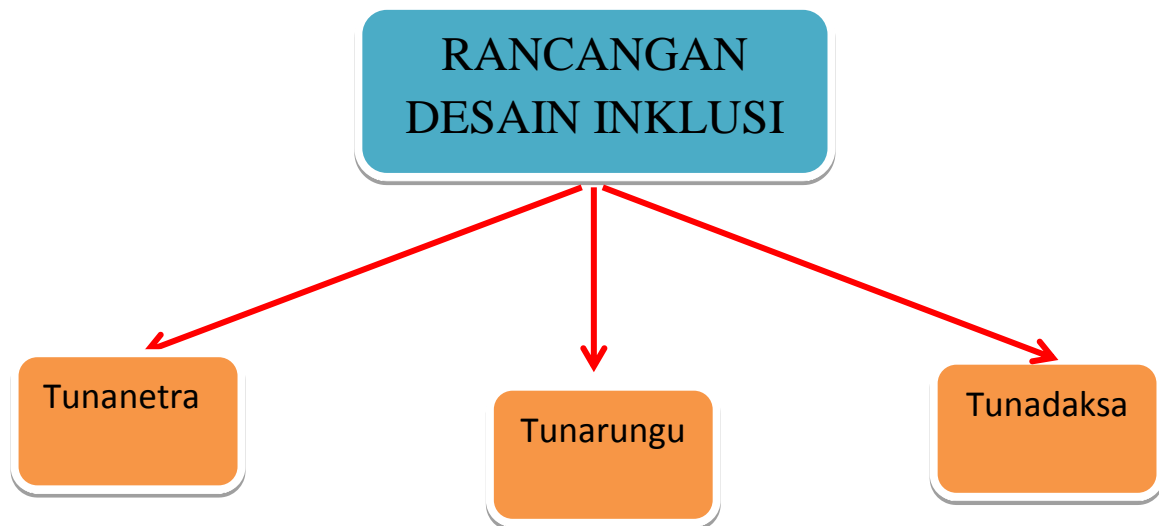 RANCANGAN
DESAIN INKLUSI
Tunanetra
Tunarungu
Tunadaksa